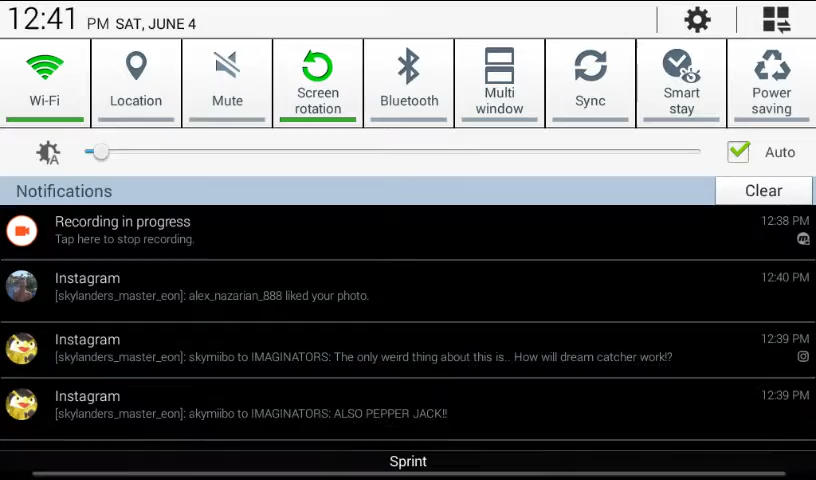 12:41 PM SAT, JUNE 4
Wi-Fi
Location
Mute
Screen
rotation
Bluetooth
Multi
window
Sync
Smart
stay
Power
saving
A
Auto
Notifications
Clear
Recording in progress
12:38 PM
Tap here to stop recording.
Instagram
12:40 PM
[skylanders_master_eon]: alex_nazarian_888 liked your photo.
Instagram
12:39 PM
[skylanders_master_eon]: skymiibo to IMAGINATORS: The only weird thing about this is.. How will dream catcher work!?
Instagram
12:39 PM
[skylanders_master_eon]: akymiibo to IMAGINATORS: ALSO PEPPER JACK!!
Sprint